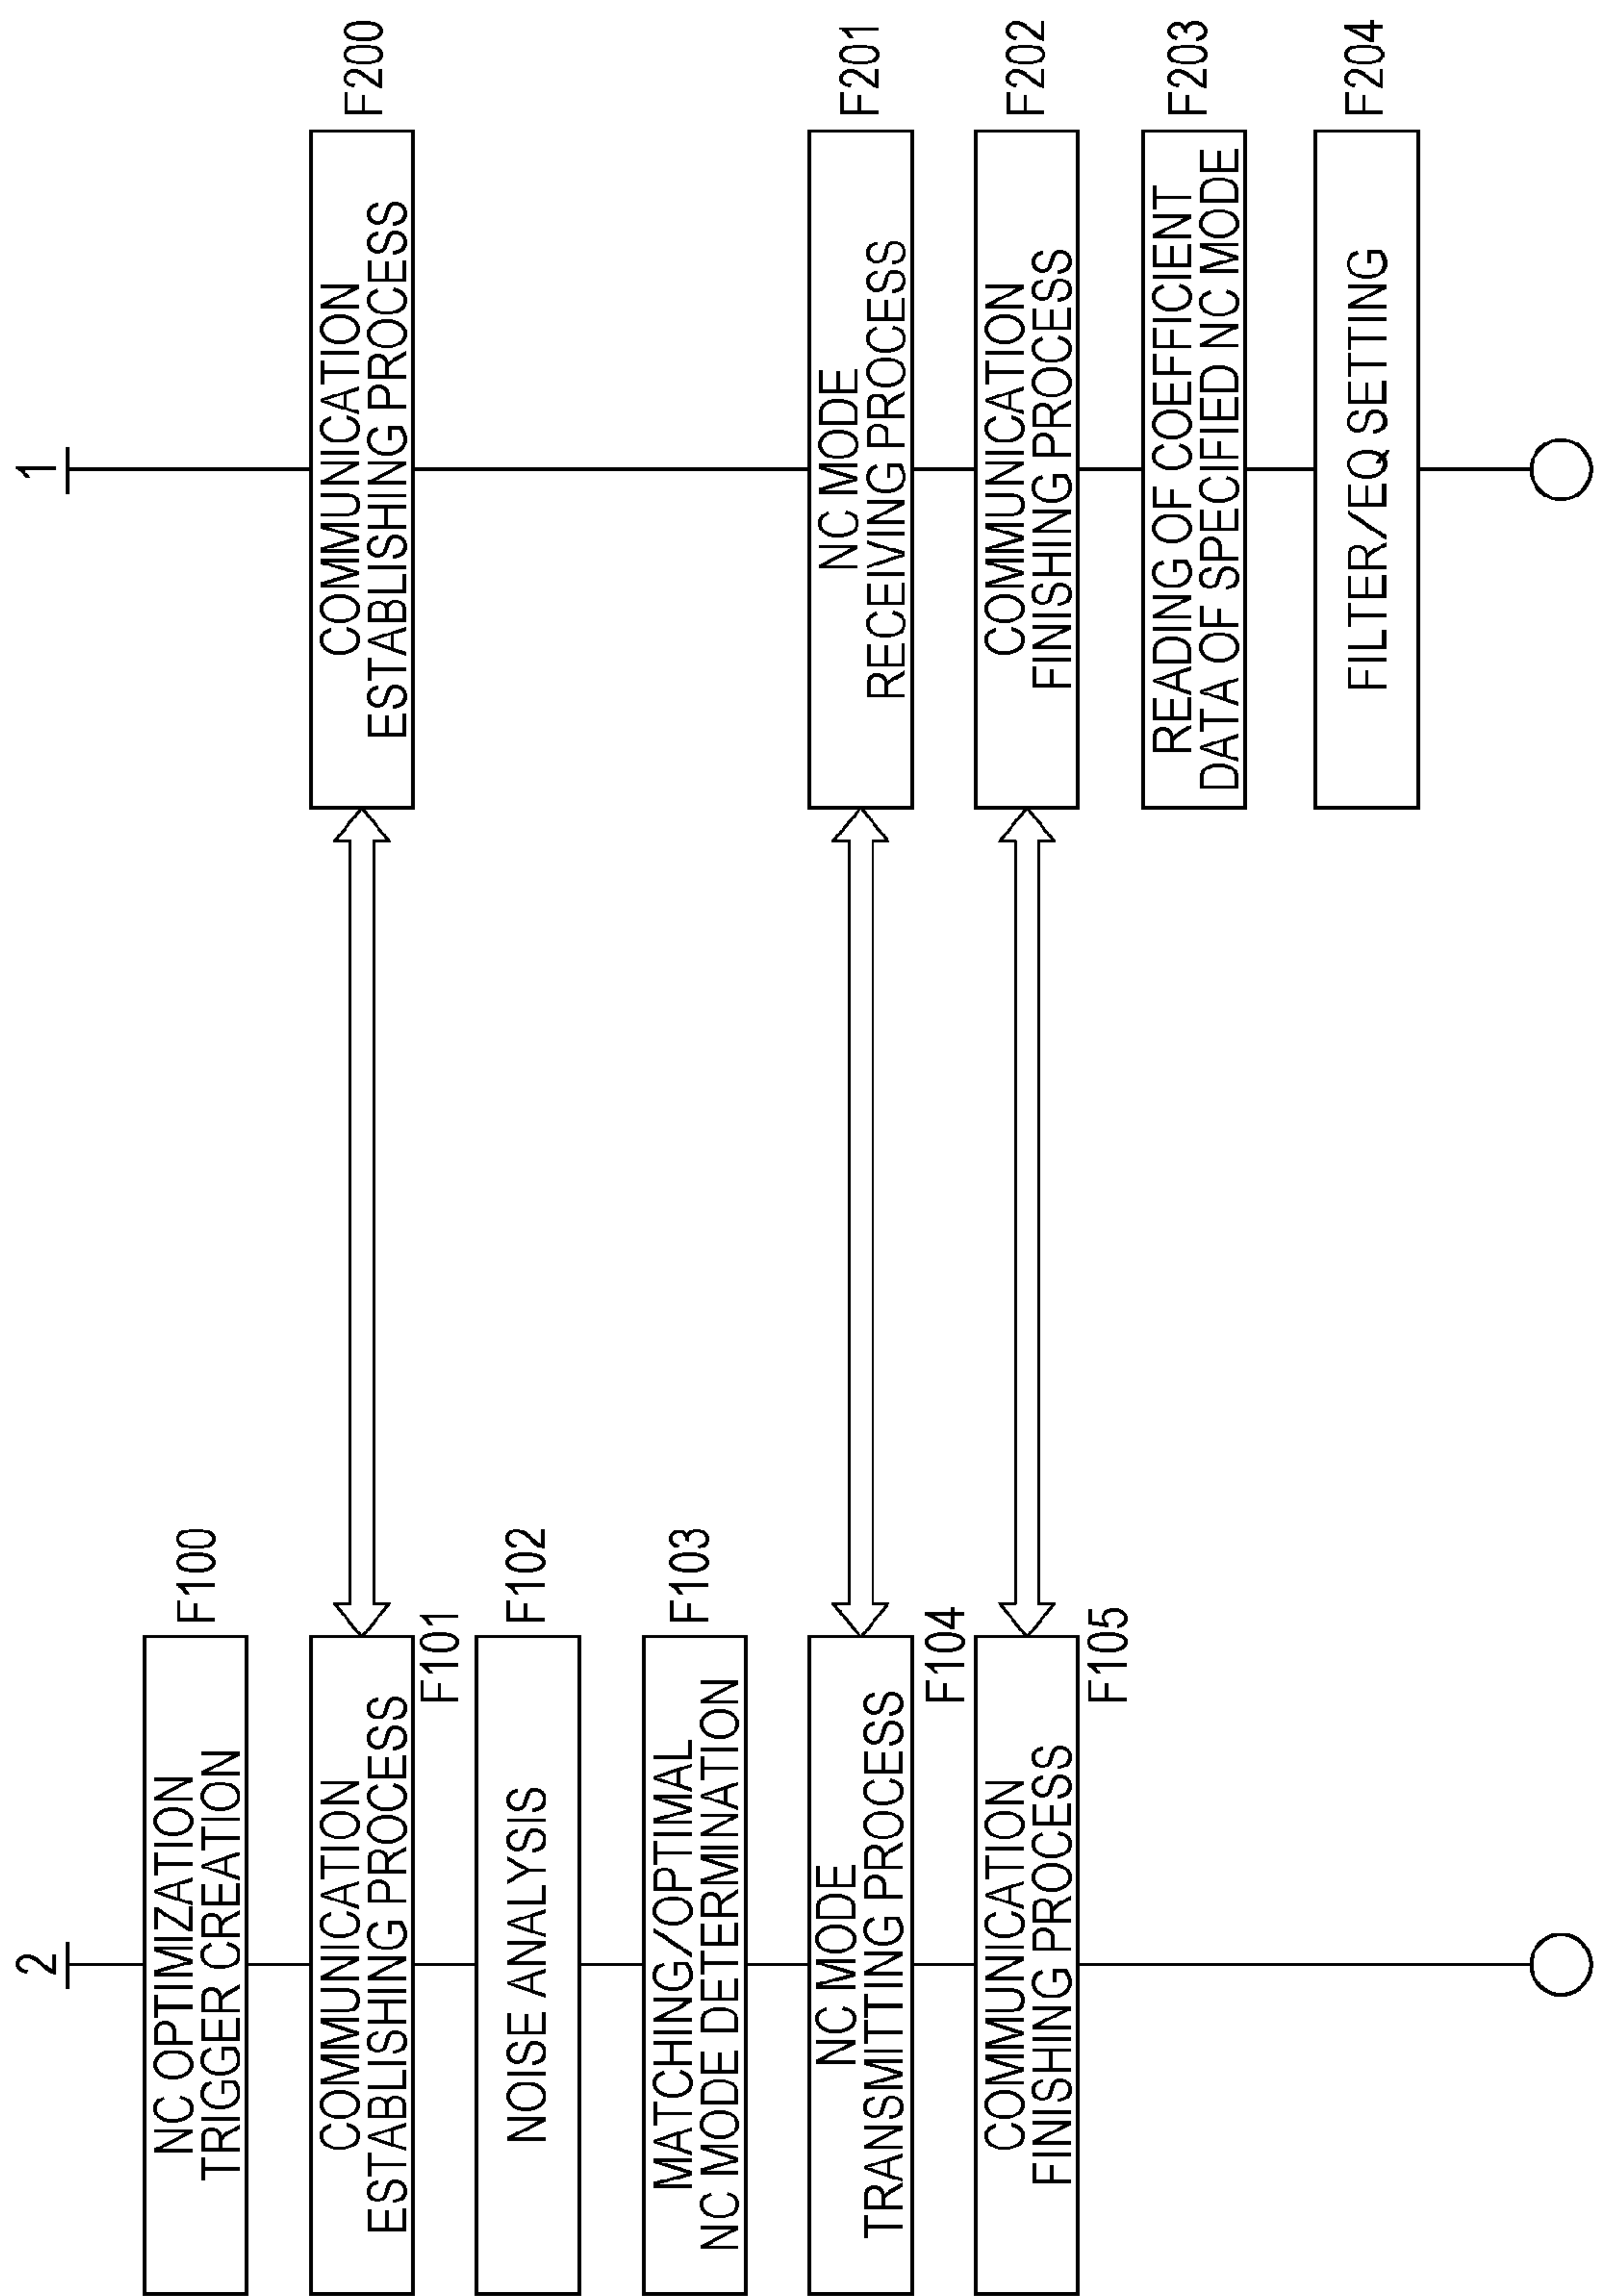 2
1
NC OPTIMIZATION
TRIGGER CREATION
F100
COMMUNICATION
ESTABLISHING PROCESS
F101
COMMUNICATION
ESTABLISHING PROCESS
F200
NOISE ANALYSIS
F102
MATCHING/OPTIMAL
NC MODE DETERMINATION
F103
NC MODE
TRANSMITTING PROCESS
F104
NC MODE
RECEIVING PROCESS
F201
COMMUNICATION
FINISHING PROCESS
F105
COMMUNICATION
FINISHING PROCESS
F202
READING OF COEFFICIENT
DATA OF SPECIFIED NC MODE
F203
FILTER/EQ SETTING
F204